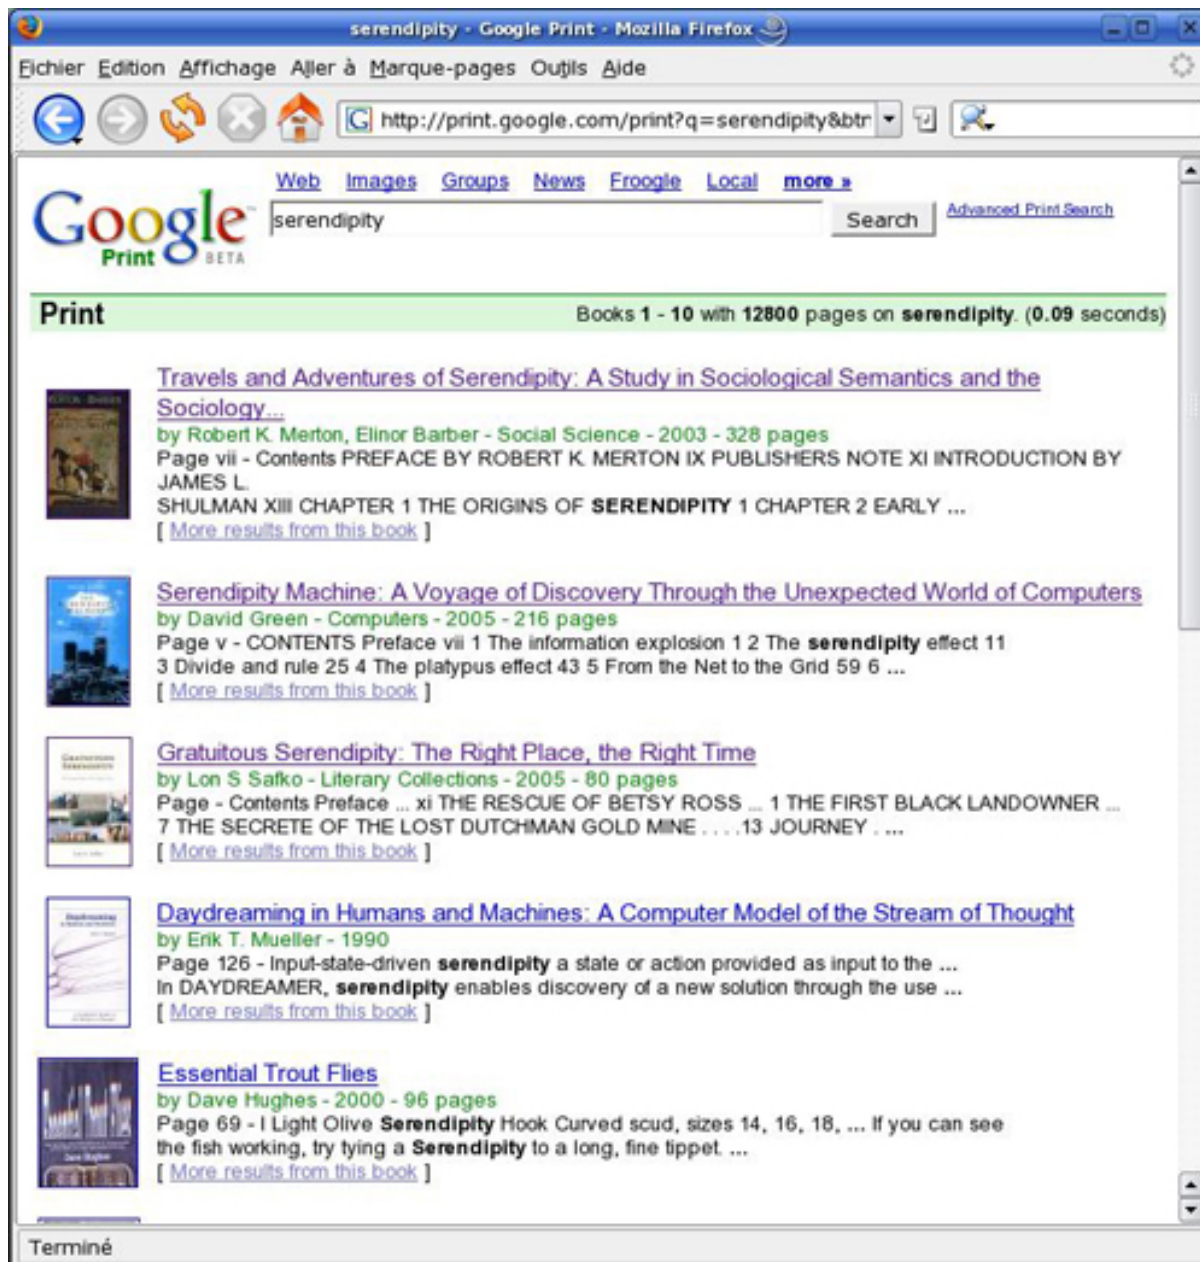 serendipity - Google Print - Mozilla Firefox
Fichier Edition Affichage Aller à Marque-pages Outils Aide
http://print.google.com/print?q=serendipity&btr
Web Images Groups News Froogle Local more »
Google Print BETA
serendipity Search Advanced Print Search
Print Books 1 - 10 with 12800 pages on serendipity. (0.09 seconds)
Travels and Adventures of Serendipity: A Study in Sociological Semantics and the
Sociology...
by Robert K. Merton, Elinor Barber - Social Science - 2003 - 328 pages
Page vii - Contents PREFACE BY ROBERT K. MERTON IX PUBLISHERS NOTE XI INTRODUCTION BY
JAMES L.
SHULMAN XIII CHAPTER 1 THE ORIGINS OF SERENDIPITY 1 CHAPTER 2 EARLY ...
[ More results from this book ]
Serendipity Machine: A Voyage of Discovery Through the Unexpected World of Computers
by David Green - Computers - 2005 - 216 pages
Page v - CONTENTS Preface vii 1 The information explosion 1 2 The serendipity effect 11
3 Divide and rule 25 4 The platypus effect 43 5 From the Net to the Grid 59 6 ...
[ More results from this book ]
Gratuitous Serendipity: The Right Place, the Right Time
by Lon S Safko - Literary Collections - 2005 - 80 pages
Page - Contents Preface ... xi THE RESCUE OF BETSY ROSS ... 1 THE FIRST BLACK LANDOWNER ...
7 THE SECRETE OF THE LOST DUTCHMAN GOLD MINE . . . .13 JOURNEY . ...
[ More results from this book ]
Daydreaming in Humans and Machines: A Computer Model of the Stream of Thought
by Erik T. Mueller - 1990
Page 126 - Input-state-driven serendipity a state or action provided as input to the ...
In DAYDREAMER, serendipity enables discovery of a new solution through the use ...
[ More results from this book ]
Essential Trout Flies
by Dave Hughes - 2000 - 96 pages
Page 69 - I Light Olive Serendipity Hook Curved scud, sizes 14, 16, 18, ... If you can see
the fish working, try tying a Serendipity to a long, fine tippet. ...
[ More results from this book ]
Terminé